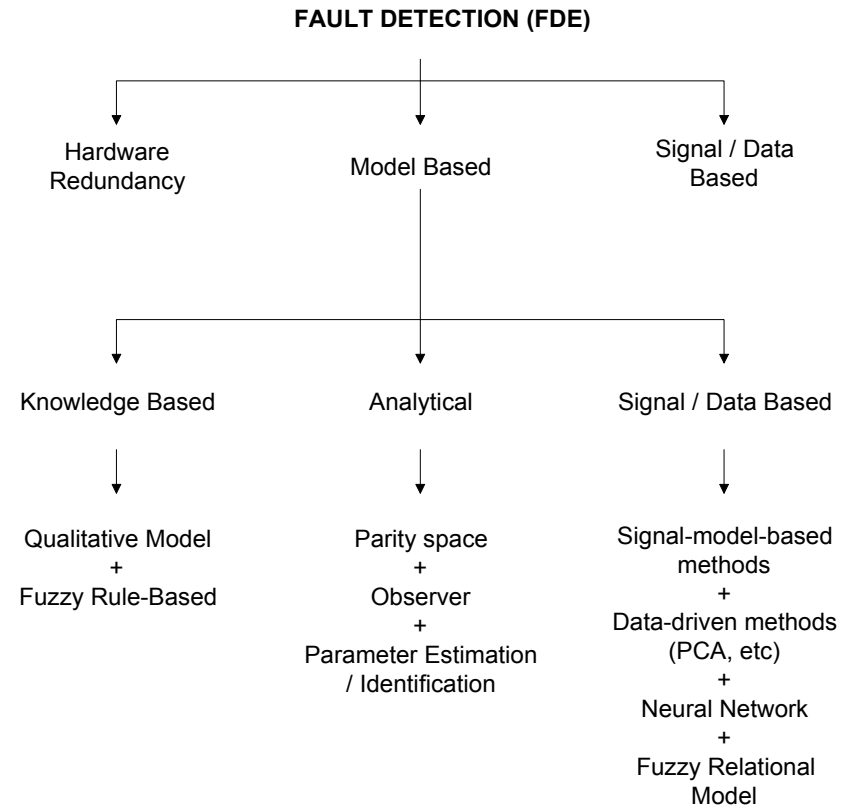 FAULT DETECTION (FDE)
Hardware
Redundancy
Model Based
Signal / Data
Based
Knowledge Based
Analytical
Signal / Data Based
Qualitative Model
+
Fuzzy Rule-Based
Parity space
+
Observer
+
Parameter Estimation
/ Identification
Signal-model-based
methods
+
Data-driven methods
(PCA, etc)
+
Neural Network
+
Fuzzy Relational
Model